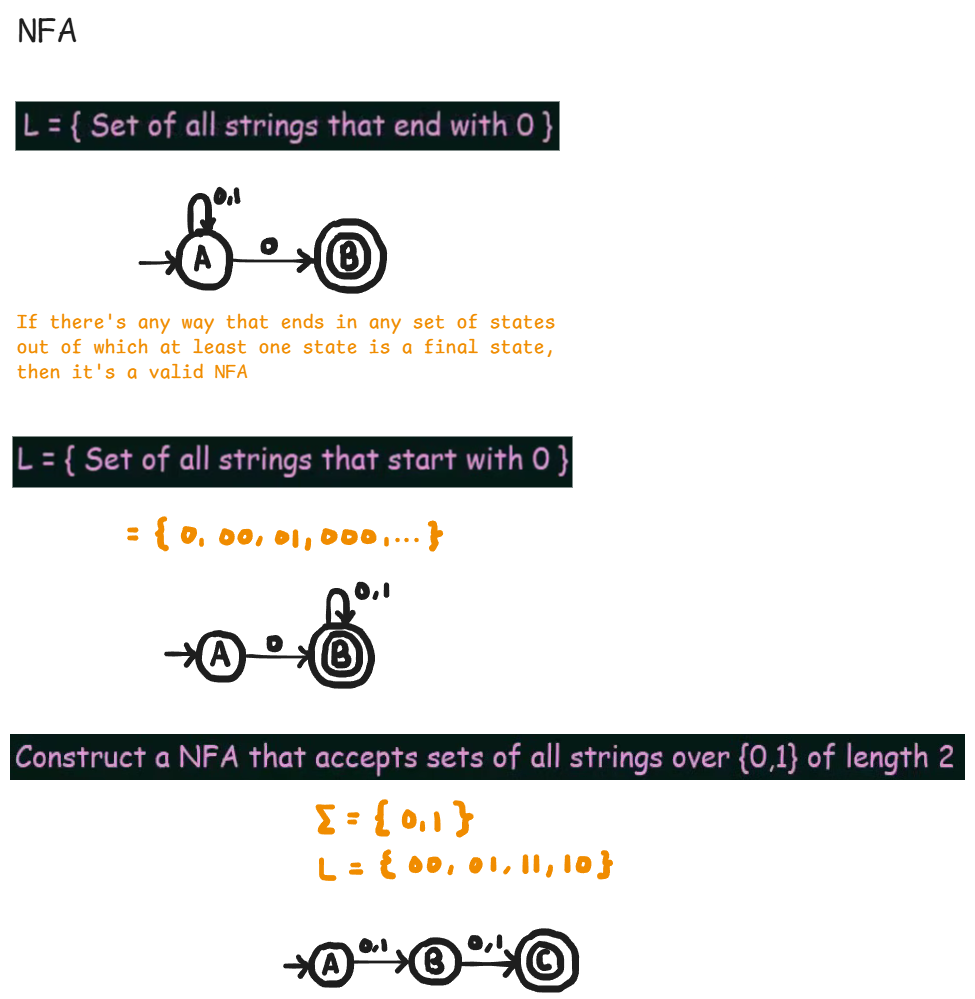 NFA
L = { Set of all strings that end with 0 }
0,1
A
0
B
If there's any way that ends in any set of states
out of which at least one state is a final state,
then it's a valid NFA
L = { Set of all strings that start with 0 }
= { 0, 00, 01, 000, ... }
0,1
A
0
B
Construct a NFA that accepts sets of all strings over {0,1} of length 2
Σ = { 0,1 }
L = { 00, 01, 11, 10 }
A
0,1
B
0,1
C